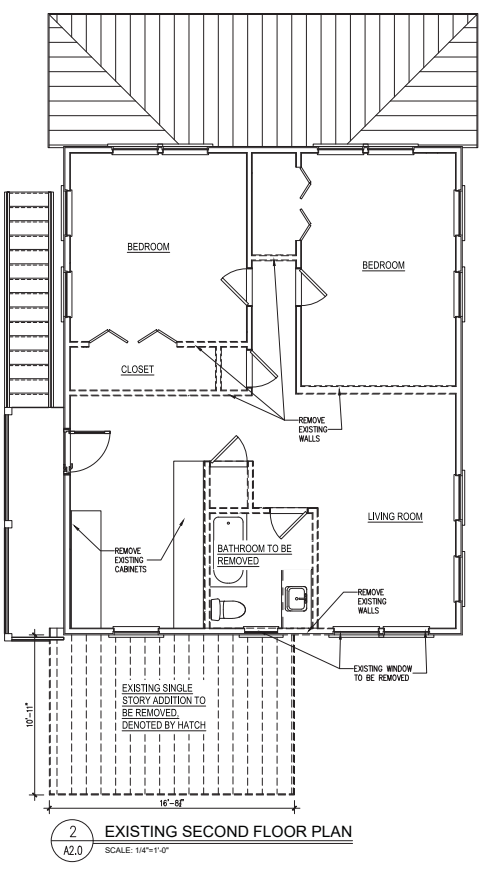 BEDROOM
BEDROOM
CLOSET
REMOVE
EXISTING
WALLS
LIVING ROOM
BATHROOM TO BE
REMOVED
REMOVE
EXISTING
CABINETS
REMOVE
EXISTING
WALLS
EXISTING WINDOW
TO BE REMOVED
EXISTING SINGLE
STORY ADDITION TO
BE REMOVED,
DENOTED BY HATCH
10'-11"
2
A2.0
EXISTING SECOND FLOOR PLAN
SCALE: 1/4"=1'-0"